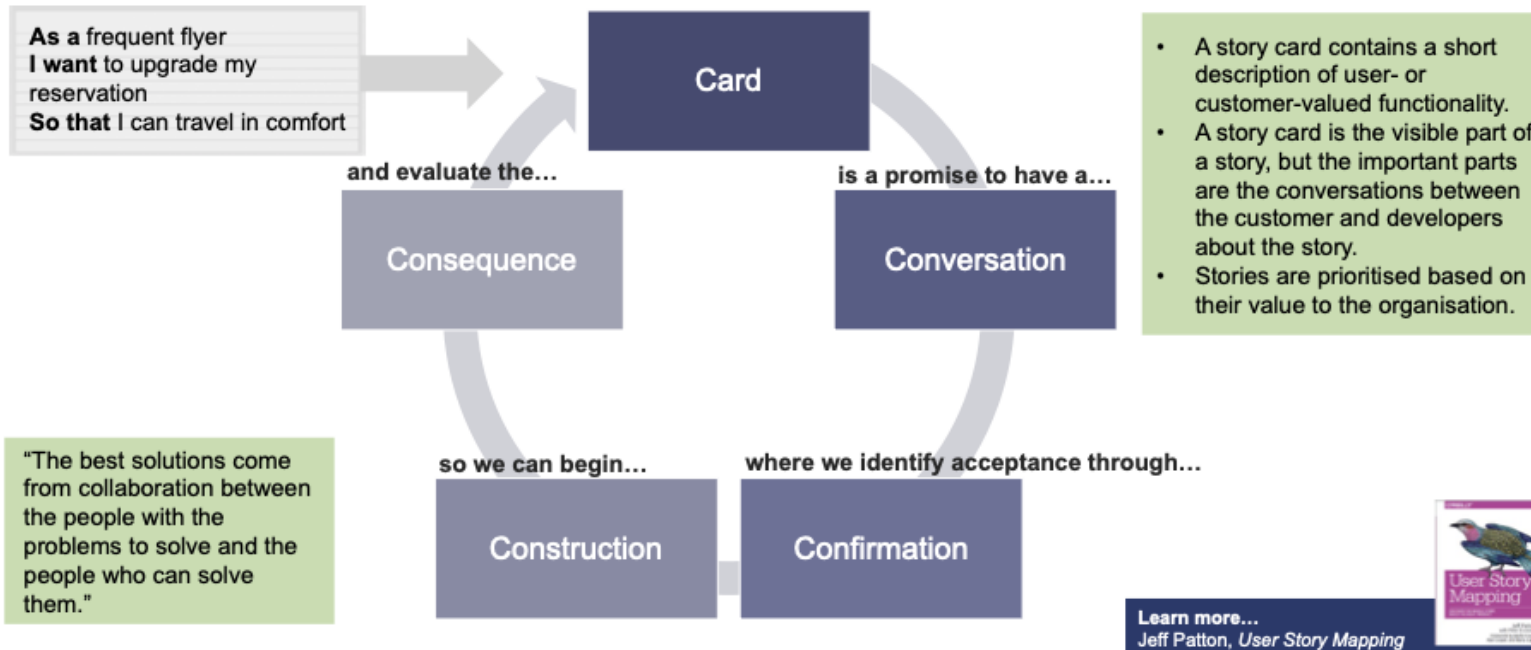 As a frequent flyer
I want to upgrade my
reservation
So that I can travel in comfort
Card
• A story card contains a short
description of user- or
customer-valued functionality.
• A story card is the visible part of
a story, but the important parts
are the conversations between
the customer and developers
about the story.
• Stories are prioritised based on
their value to the organisation.
and evaluate the…
is a promise to have a…
Consequence
Conversation
"The best solutions come
from collaboration between
the people with the
problems to solve and the
people who can solve
them."
so we can begin…
where we identify acceptance through…
Construction
Confirmation
User Story
Mapping
Learn more…
Jeff Patton, User Story Mapping